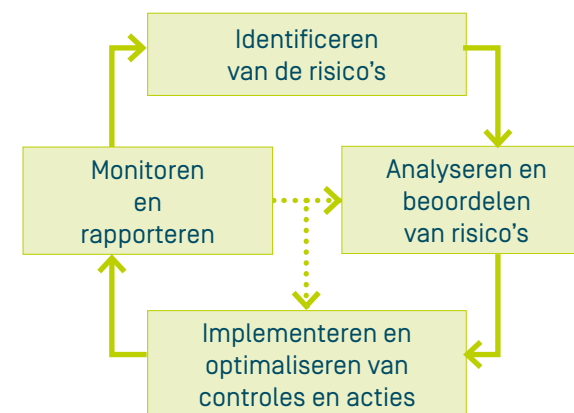 Identificeren
van de risico’s
Monitoren
en
rapporteren
Analyseren en
beoordelen
van risico’s
Implementeren en
optimaliseren van
controles en acties